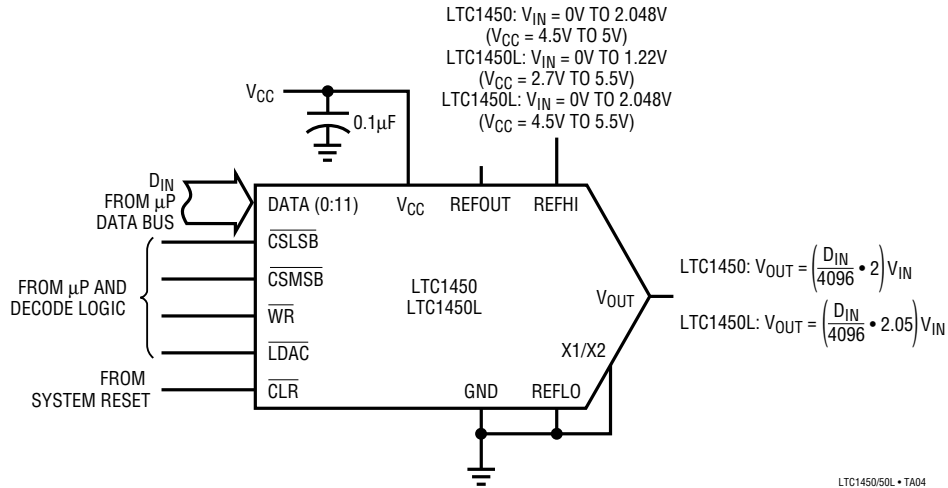 LTC1450: VIN = 0V TO 2.048V
(VCC = 4.5V TO 5V)
LTC1450L: VIN = 0V TO 1.22V
(VCC = 2.7V TO 5.5V)
LTC1450L: VIN = 0V TO 2.048V
(VCC = 4.5V TO 5.5V)
VCC
0.1µF
DIN
FROM µP
DATA BUS
DATA (0:11)
VCC
REFOUT
REFHI
CSLSB
CSMSB
WR
LDAC
CLR
FROM µP AND
DECODE LOGIC
FROM
SYSTEM RESET
LTC1450
LTC1450L
VOUT
X1/X2
GND
REFLO
LTC1450: VOUT = (DIN/4096 • 2) VIN
LTC1450L: VOUT = (DIN/4096 • 2.05) VIN
LTC1450/50L • TA04